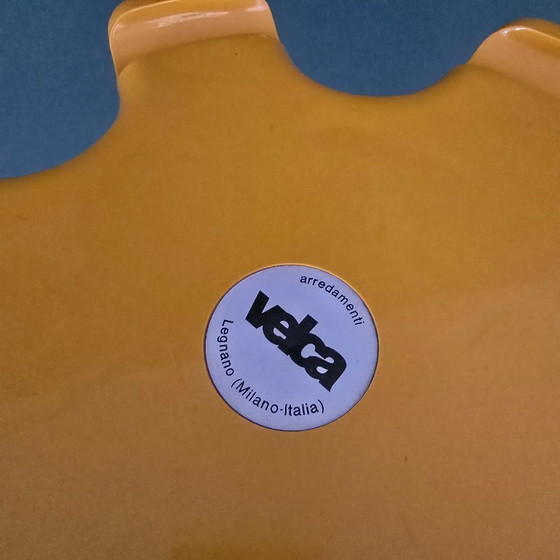 arredamenti
velca
Legnano (Milano-Italia)